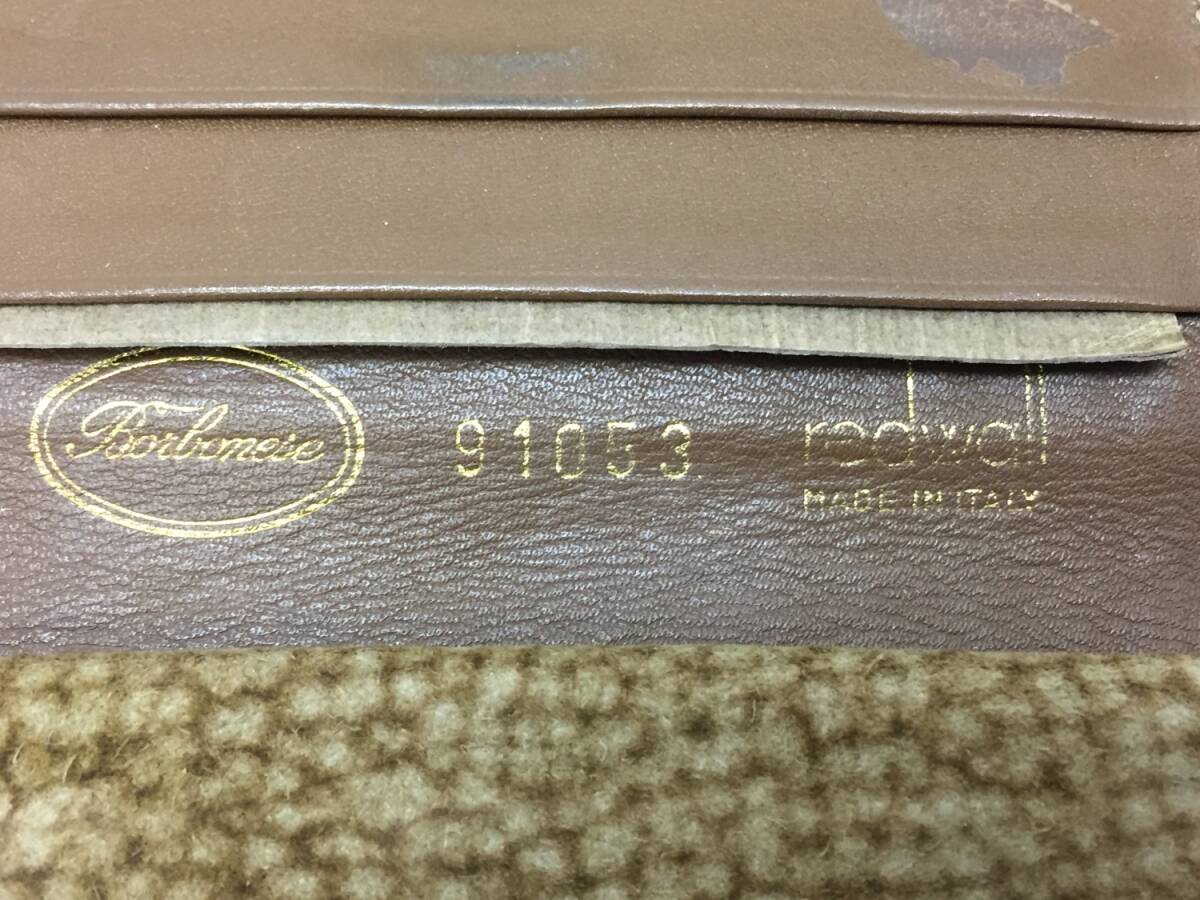 Borbonese
91053
redwall
MADE IN ITALY